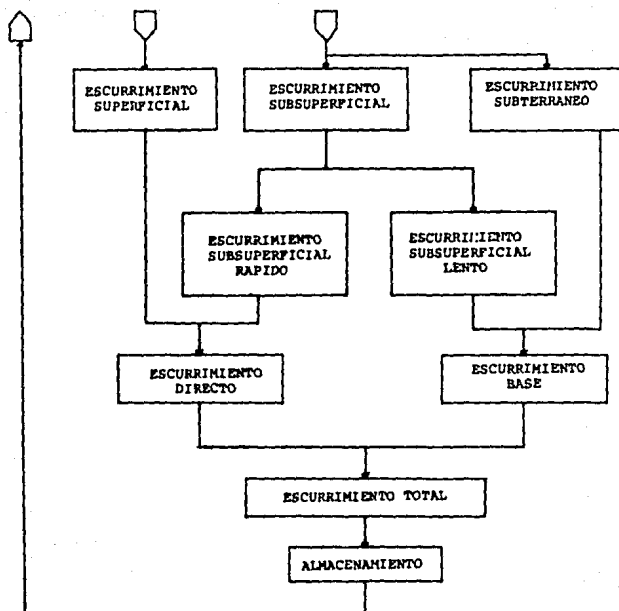 ESCURRIMIENTO
SUPERFICIAL
ESCURRIMIENTO
SUBSUPERFICIAL
ESCURRIMIENTO
SUBTERRANEO
ESCURRIMIENTO
SUBSUPERFICIAL
RAPIDO
ESCURRIMIENTO
SUBSUPERFICIAL
LENTO
ESCURRIMIENTO
DIRECTO
ESCURRIMIENTO
BASE
ESCURRIMIENTO TOTAL
ALMACENAMIENTO